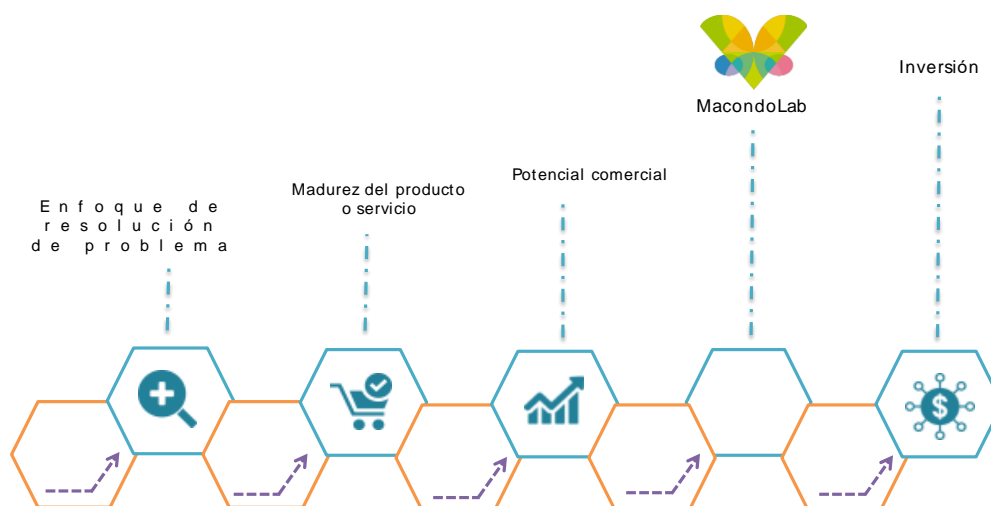 Enfoque de
resolución
de problema
Madurez del producto
o servicio
Potencial comercial
MacondoLab
Inversión
$